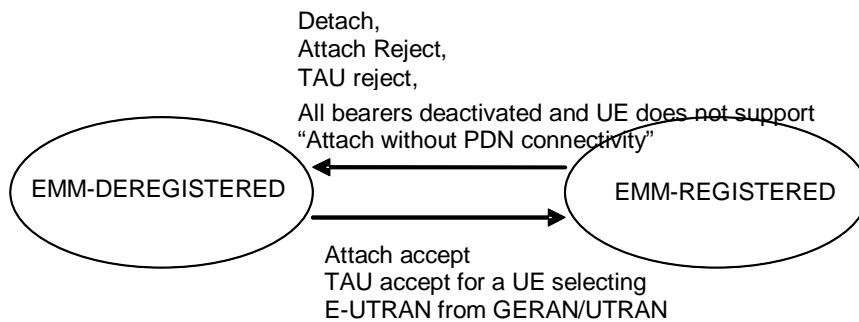 Detach,
Attach Reject,
TAU reject,
All bearers deactivated and UE does not support
“Attach without PDN connectivity”
EMM-DEREGISTERED
EMM-REGISTERED
Attach accept
TAU accept for a UE selecting
E-UTRAN from GERAN/UTRAN